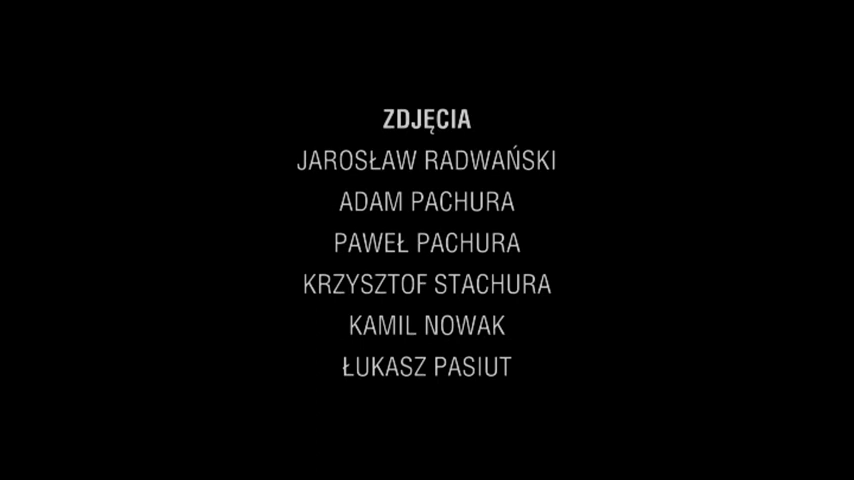 ZDJĘCIA
JAROSŁAW RADWAŃSKI
ADAM PACHURA
PAWEŁ PACHURA
KRZYSZTOF STACHURA
KAMIL NOWAK
ŁUKASZ PASIUT